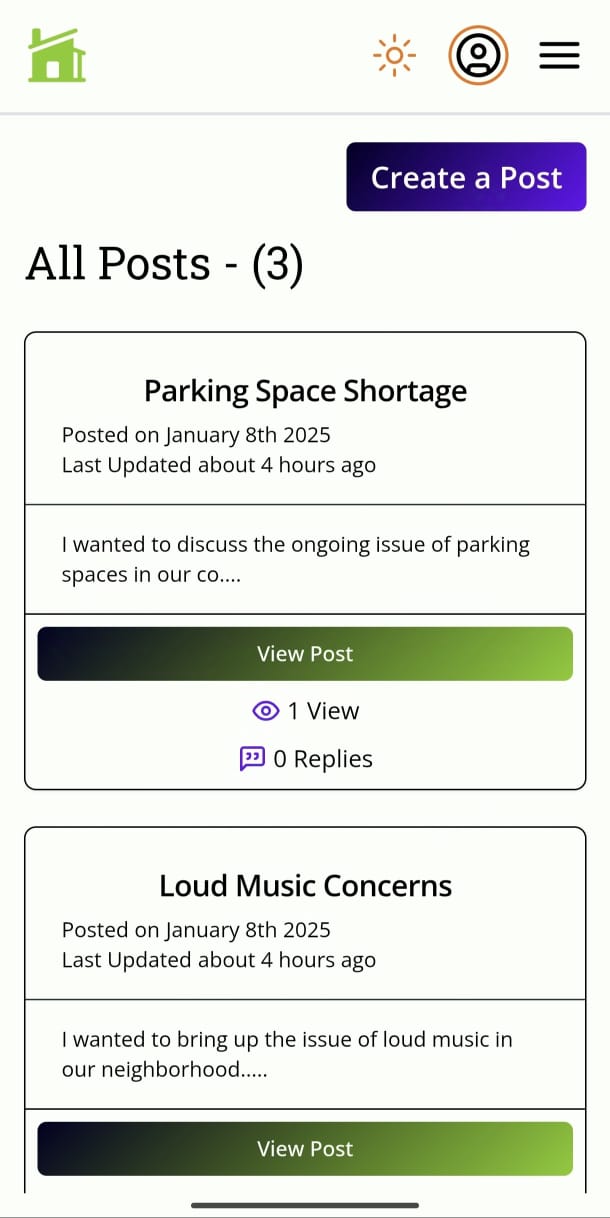 Create a Post
All Posts - (3)
Parking Space Shortage
Posted on January 8th 2025
Last Updated about 4 hours ago
I wanted to discuss the ongoing issue of parking
spaces in our co....
View Post
1 View
0 Replies
Loud Music Concerns
Posted on January 8th 2025
Last Updated about 4 hours ago
I wanted to bring up the issue of loud music in
our neighborhood.....
View Post